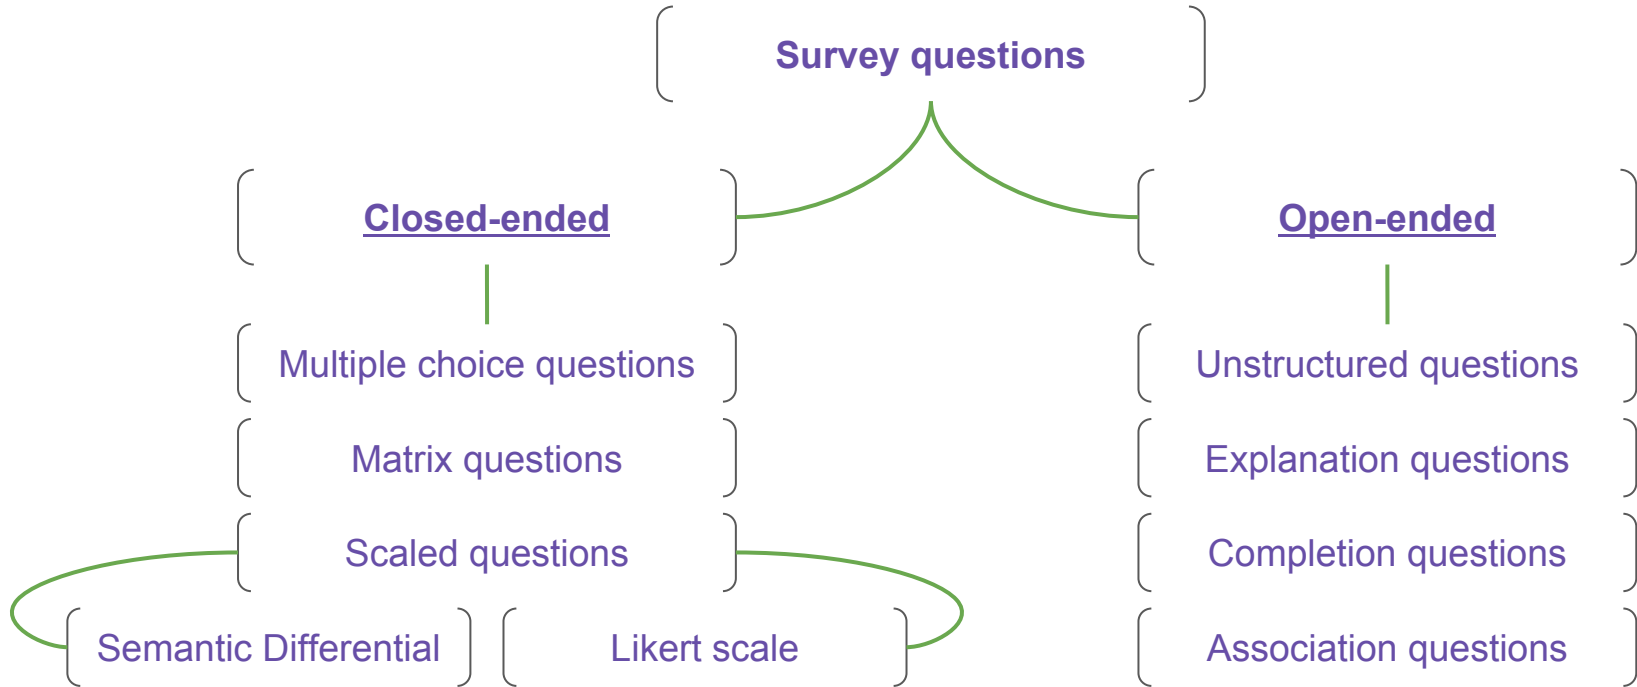 Survey questions
Closed-ended
Open-ended
Multiple choice questions
Unstructured questions
Matrix questions
Explanation questions
Scaled questions
Completion questions
Semantic Differential
Likert scale
Association questions